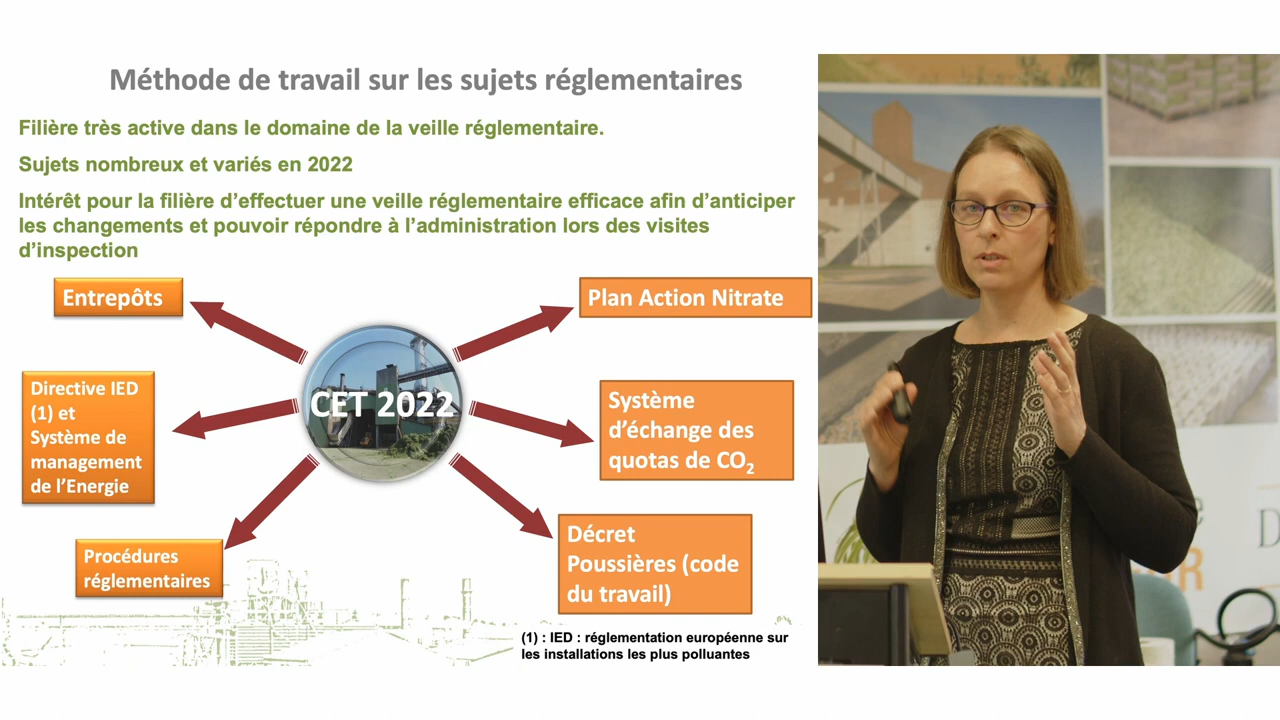 Méthode de travail sur les sujets réglementaires
Filière très active dans le domaine de la veille réglementaire.
Sujets nombreux et variés en 2022
Intérêt pour la filière d’effectuer une veille réglementaire efficace afin d’anticiper
les changements et pouvoir répondre à l’administration lors des visites
d’inspection
Entrepôts
Plan Action Nitrate
Directive IED
(1) et
Système de
management
de l’Energie
CET 2022
Système
d’échange des
quotas de CO2
Procédures
réglementaires
Décret
Poussières (code
du travail)
(1) : IED : réglementation européenne sur
les installations les plus polluantes